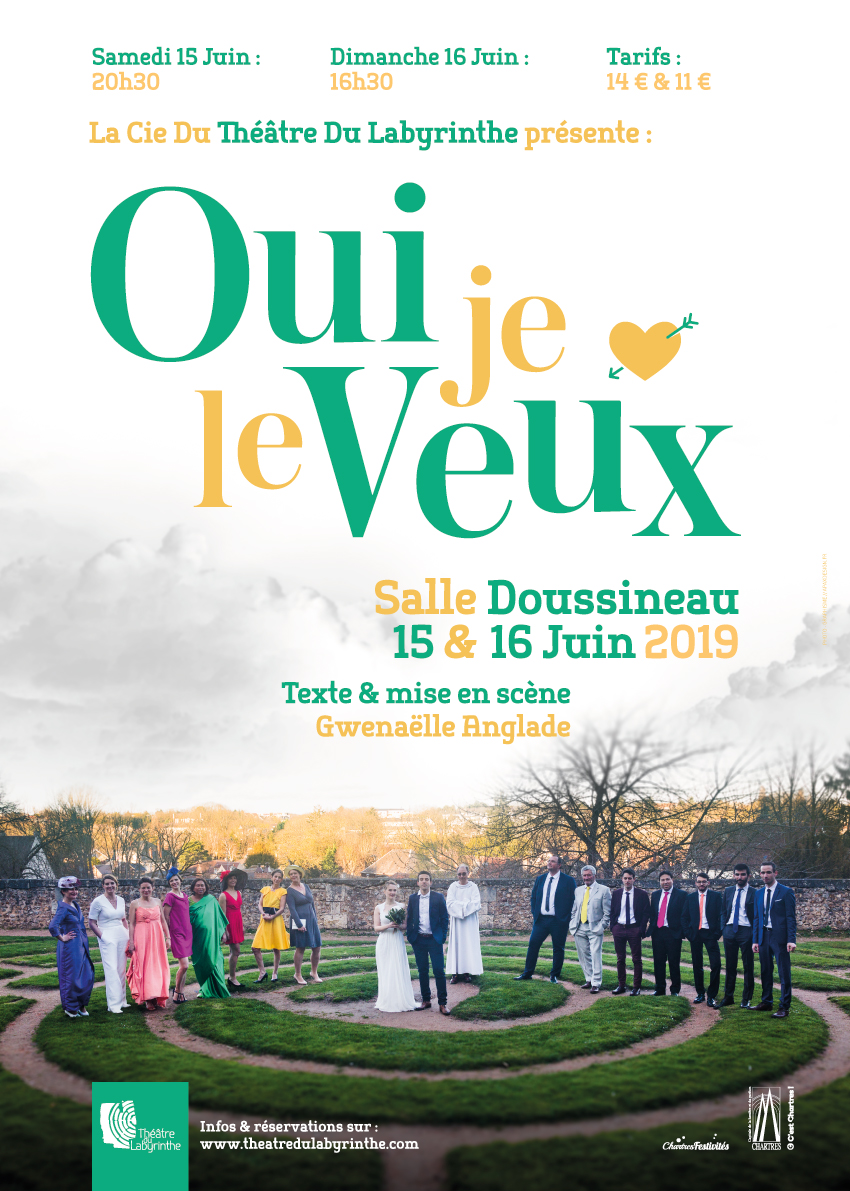 Samedi 15 Juin :
20h30
Dimanche 16 Juin :
16h30
Tarifs :
14 € & 11 €
La Cie Du Théâtre Du Labyrinthe présente :
Oui
je
le Veux
Salle Doussineau
15 & 16 Juin 2019
Texte & mise en scène
Gwenaëlle Anglade
Théâtre
du
Labyrinthe
Infos & réservations sur :
www.theatredulabyrinthe.com
ChartresFestivités
CHARTRES
C'est Chartres !